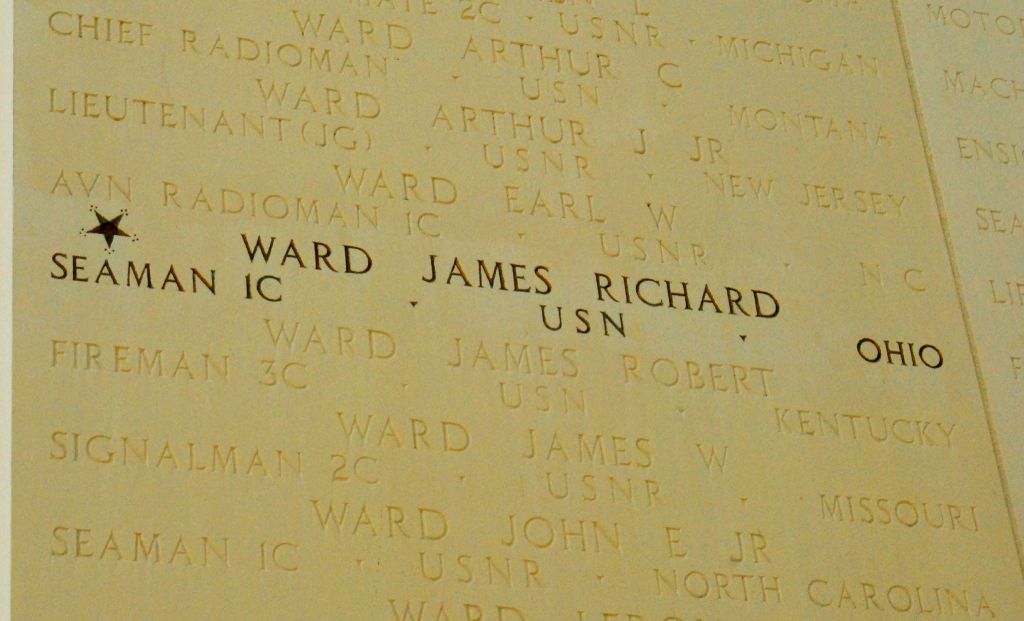 MATE 2C · USNR · MICHIGAN
WARD ARTHUR C
CHIEF RADIOMAN · USN · MONTANA
WARD ARTHUR J JR
LIEUTENANT (JG) · USNR · NEW JERSEY
WARD EARL W
AVN RADIOMAN 1C · USNR · N C
WARD JAMES RICHARD
SEAMAN 1C · USN · OHIO
WARD JAMES ROBERT
FIREMAN 3C · USN · KENTUCKY
WARD JAMES W
SIGNALMAN 2C · USNR · MISSOURI
WARD JOHN E JR
SEAMAN 1C · USNR · NORTH CAROLINA
WARD
MOTO
MACH
ENSI
SEA